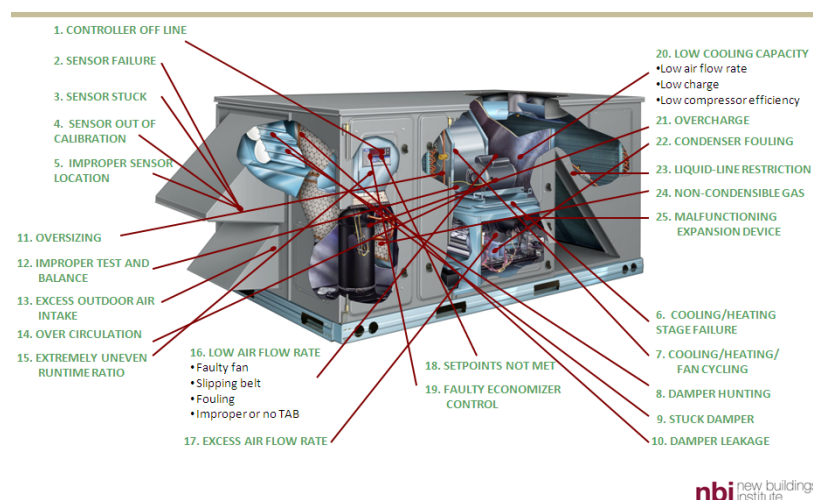 1. CONTROLLER OFF LINE
2. SENSOR FAILURE
3. SENSOR STUCK
4. SENSOR OUT OF
CALIBRATION
5. IMPROPER SENSOR
LOCATION
11. OVERSIZING
12. IMPROPER TEST AND
BALANCE
13. EXCESS OUTDOOR AIR
INTAKE
14. OVER CIRCULATION
15. EXTREMELY UNEVEN
RUNTIME RATIO
16. LOW AIR FLOW RATE
•Faulty fan
•Slipping belt
•Fouling
•Improper or no TAB
17. EXCESS AIR FLOW RATE
18. SETPOINTS NOT MET
19. FAULTY ECONOMIZER
CONTROL
20. LOW COOLING CAPACITY
•Low air flow rate
•Low charge
•Low compressor efficiency
21. OVERCHARGE
22. CONDENSER FOULING
23. LIQUID-LINE RESTRICTION
24. NON-CONDENSIBLE GAS
25. MALFUNCTIONING
EXPANSION DEVICE
6. COOLING/HEATING
STAGE FAILURE
7. COOLING/HEATING/
FAN CYCLING
8. DAMPER HUNTING
9. STUCK DAMPER
10. DAMPER LEAKAGE
nbi new buildings
institute